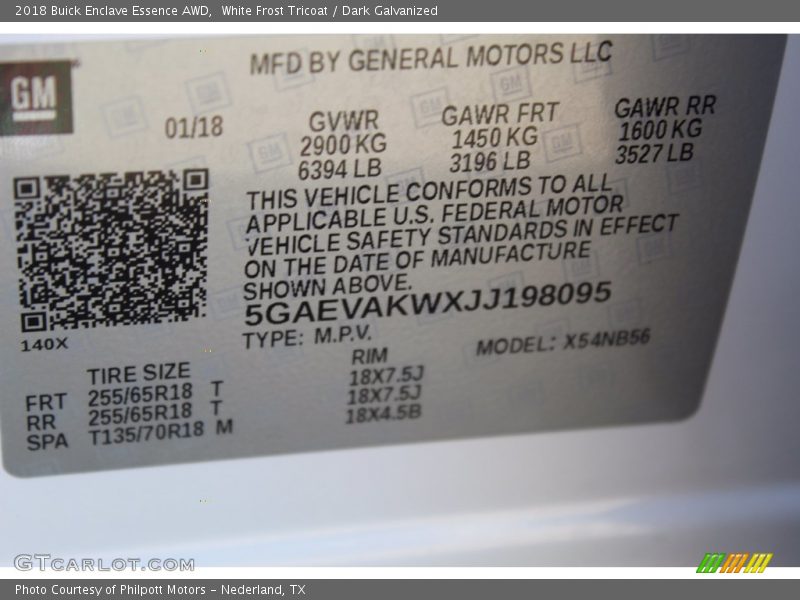 2018 Buick Enclave Essence AWD,  White Frost Tricoat / Dark Galvanized
GM
MFD BY GENERAL MOTORS LLC
01/18
GVWR
2900 KG
6394 LB
GAWR FRT
1450 KG
3196 LB
GAWR RR
1600 KG
3527 LB
THIS VEHICLE CONFORMS TO ALL
APPLICABLE U.S. FEDERAL MOTOR
VEHICLE SAFETY STANDARDS IN EFFECT
ON THE DATE OF MANUFACTURE
SHOWN ABOVE.
5GAEVAKWXJJ198095
TYPE: M.P.V.
MODEL: X54NB56
140X
TIRE SIZE
RIM
FRT 255/65R18 T 18X7.5J
RR 255/65R18 T 18X7.5J
SPA T135/70R18 M 18X4.5B
GTCARLOT.COM
Photo Courtesy of Philpott Motors - Nederland, TX